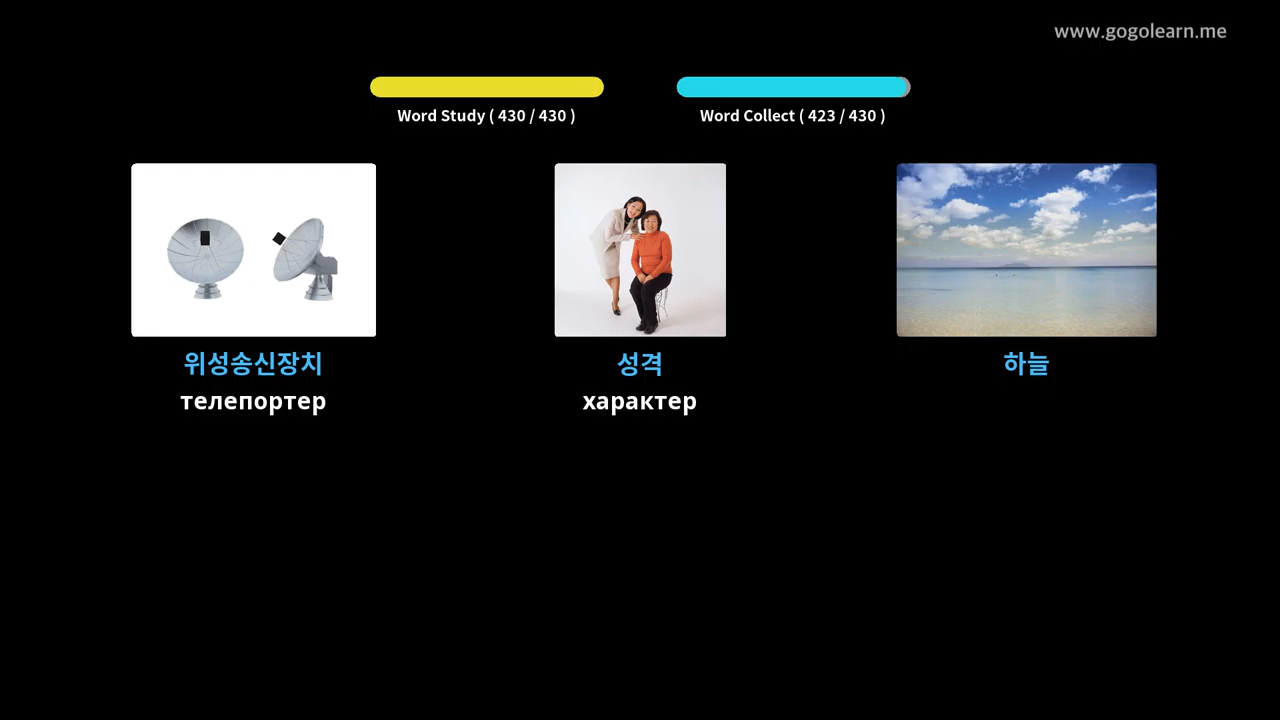 www.gogolearn.me
Word Study ( 430 / 430 )
Word Collect ( 423 / 430 )
위성송신장치
телепортер
성격
характер
하늘